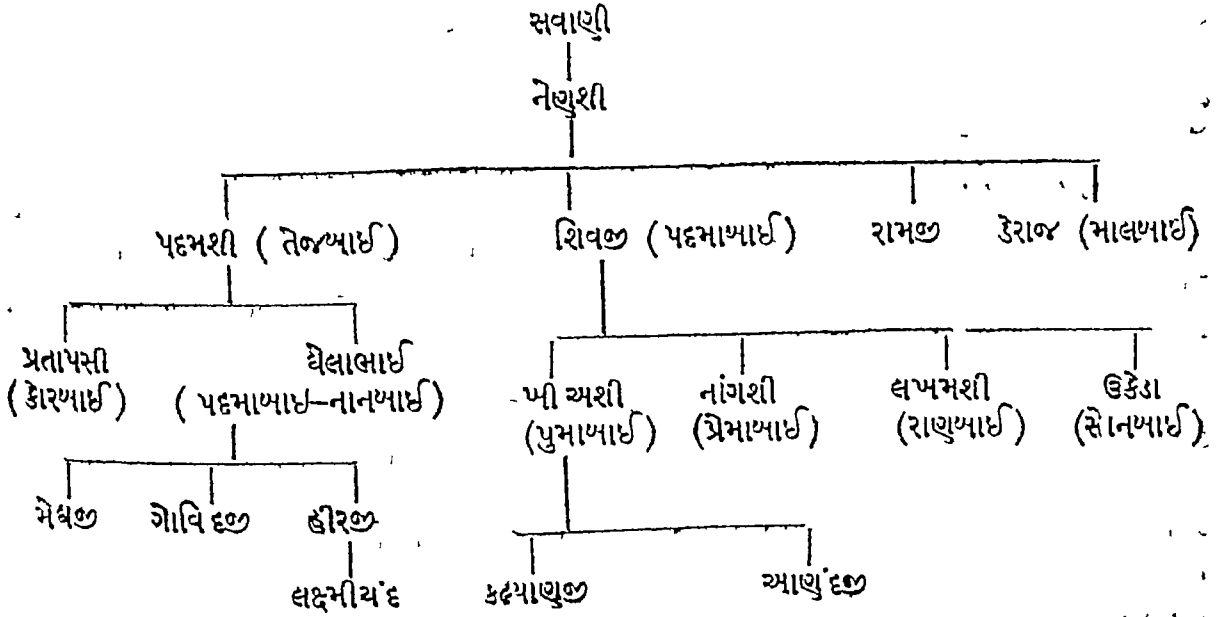 સવાણી
નેણુશી
પદમશી ( તેજબાઈ ) શિવજી ( પદમાબાઈ ) રામજી ડેરાજ ( માલબાઈ )
પ્રતાપસી ઘેલાભાઈ
( કોરબાઈ ) ( પદમાબાઇ-નાનબાઈ )
ખીઅશી નાંગશી લખમશી ઉકેડા
(પુમાબાઈ ) (પ્રેમાબાઈ ) (રાણબાઈ ) (સોનબાઈ )
મેઘજી ગોવિંદજી હીરજી
લક્ષ્મીચંદ કલ્યાણજી આણંદજી